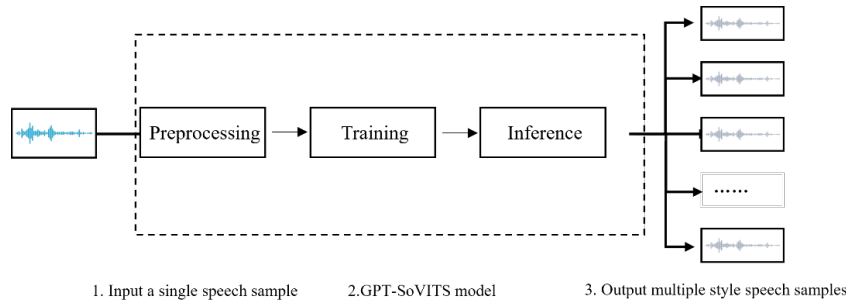 Preprocessing
Training
Inference
······
1. Input a single speech sample
2.GPT-SoVITS model
3. Output multiple style speech samples